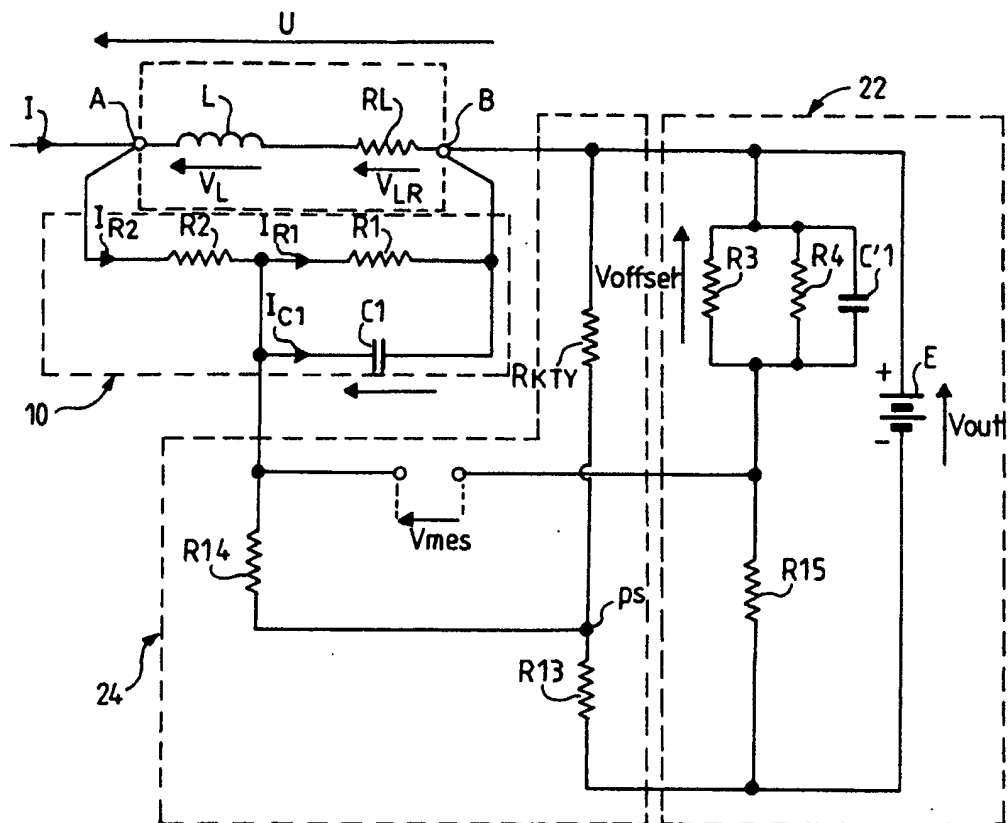 U
22
A
L
RL
B
I
VL
VLR
IR2
R2
IR1
R1
Voffset
R3
R4
C'1
IC1
C1
RKTY
+
E
10
-
Vout
Vmes
R14
R15
ps
R13
24